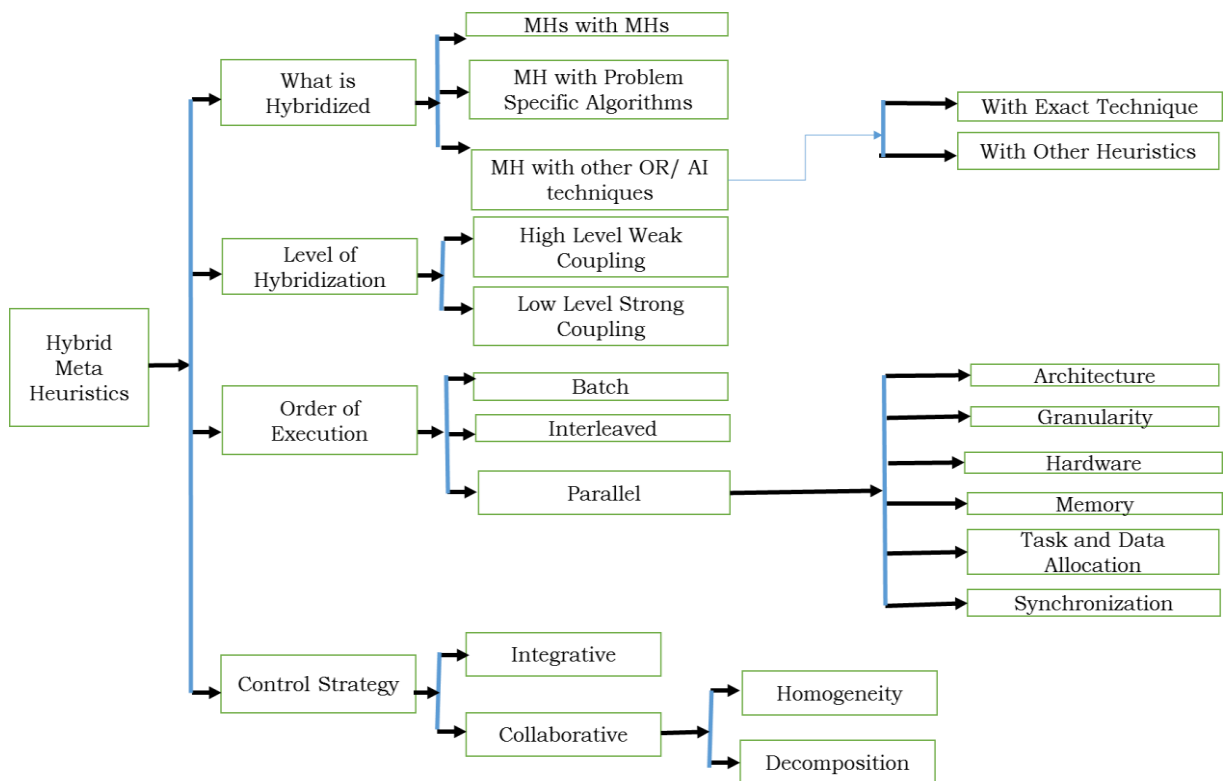 MHs with MHs
What is
Hybridized
MH with Problem
Specific Algorithms
With Exact Technique
With Other Heuristics
MH with other OR/ AI
techniques
High Level Weak
Coupling
Level of
Hybridization
Low Level Strong
Coupling
Hybrid
Meta
Heuristics
Order of
Execution
Batch
Interleaved
Parallel
Architecture
Granularity
Hardware
Memory
Task and Data
Allocation
Synchronization
Control Strategy
Integrative
Collaborative
Homogeneity
Decomposition